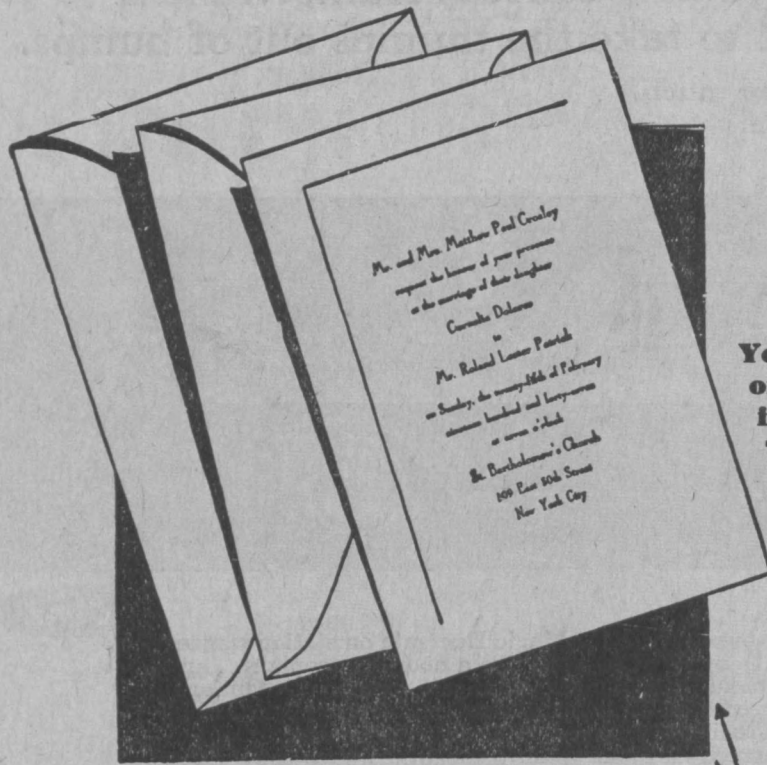 Mr. and Mrs. Matthew Paul Crosley
request the honour of your presence
at the marriage of their daughter
Cornelia Dolores
to
Mr. Roland Lester Patrick
on Sunday, the twenty-fifth of February
nineteen hundred and forty-seven
at seven o'clock
St. Bartholomew's Church
109 East 50th Street
New York City